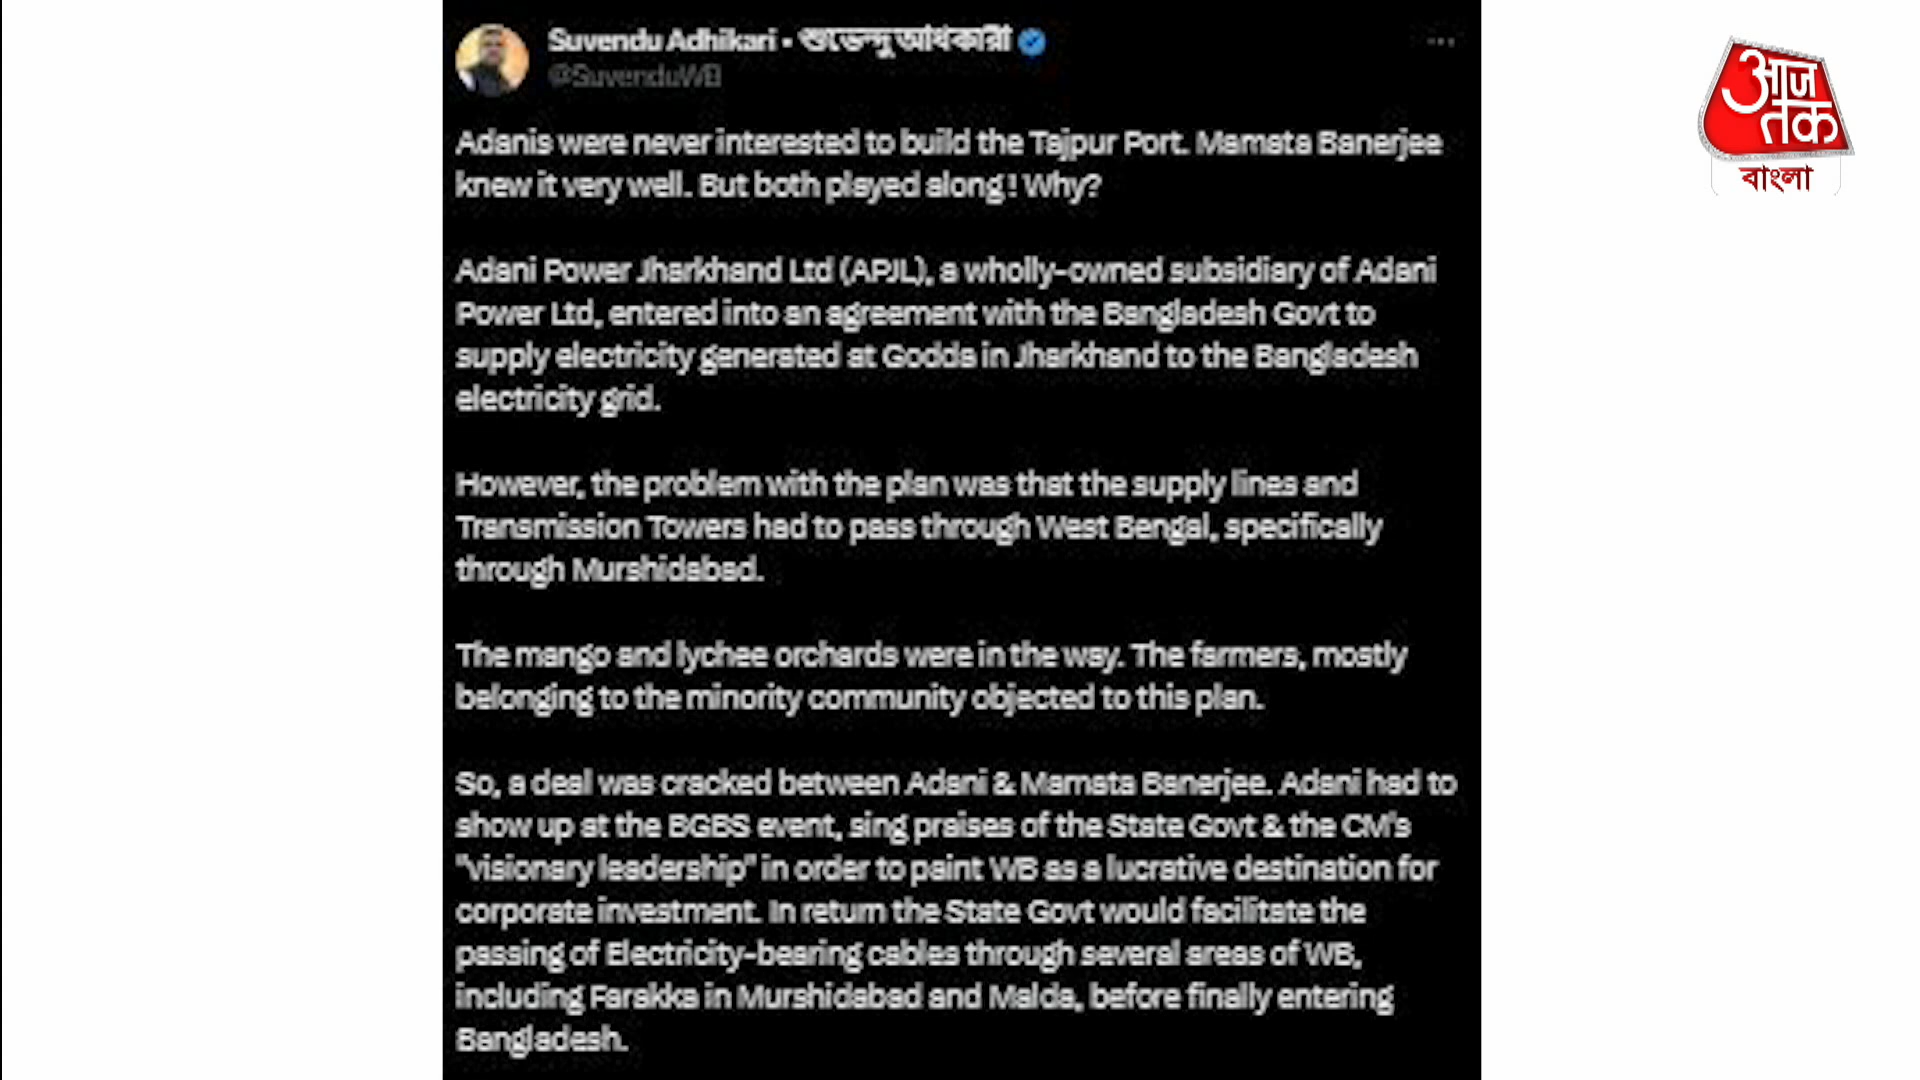 Suvendu Adhikari • শুভেন্দু অধিকারী
@SuvenduWB
Adanis were never interested to build the Tajpur Port. Mamata Banerjee
knew it very well. But both played along! Why?
Adani Power Jharkhand Ltd (APJL), a wholly-owned subsidiary of Adani
Power Ltd, entered into an agreement with the Bangladesh Govt to
supply electricity generated at Godda in Jharkhand to the Bangladesh
electricity grid.
However, the problem with the plan was that the supply lines and
Transmission Towers had to pass through West Bengal, specifically
through Murshidabad.
The mango and lychee orchards were in the way. The farmers, mostly
belonging to the minority community objected to this plan.
So, a deal was cracked between Adani & Mamata Banerjee. Adani had to
show up at the BGBS event, sing praises of the State Govt & the CM's
"visionary leadership" in order to paint WB as a lucrative destination for
corporate investment. In return the State Govt would facilitate the
passing of Electricity-bearing cables through several areas of WB,
including Farakka in Murshidabad and Malda, before finally entering
Bangladesh.
आज
तक
বাংলা